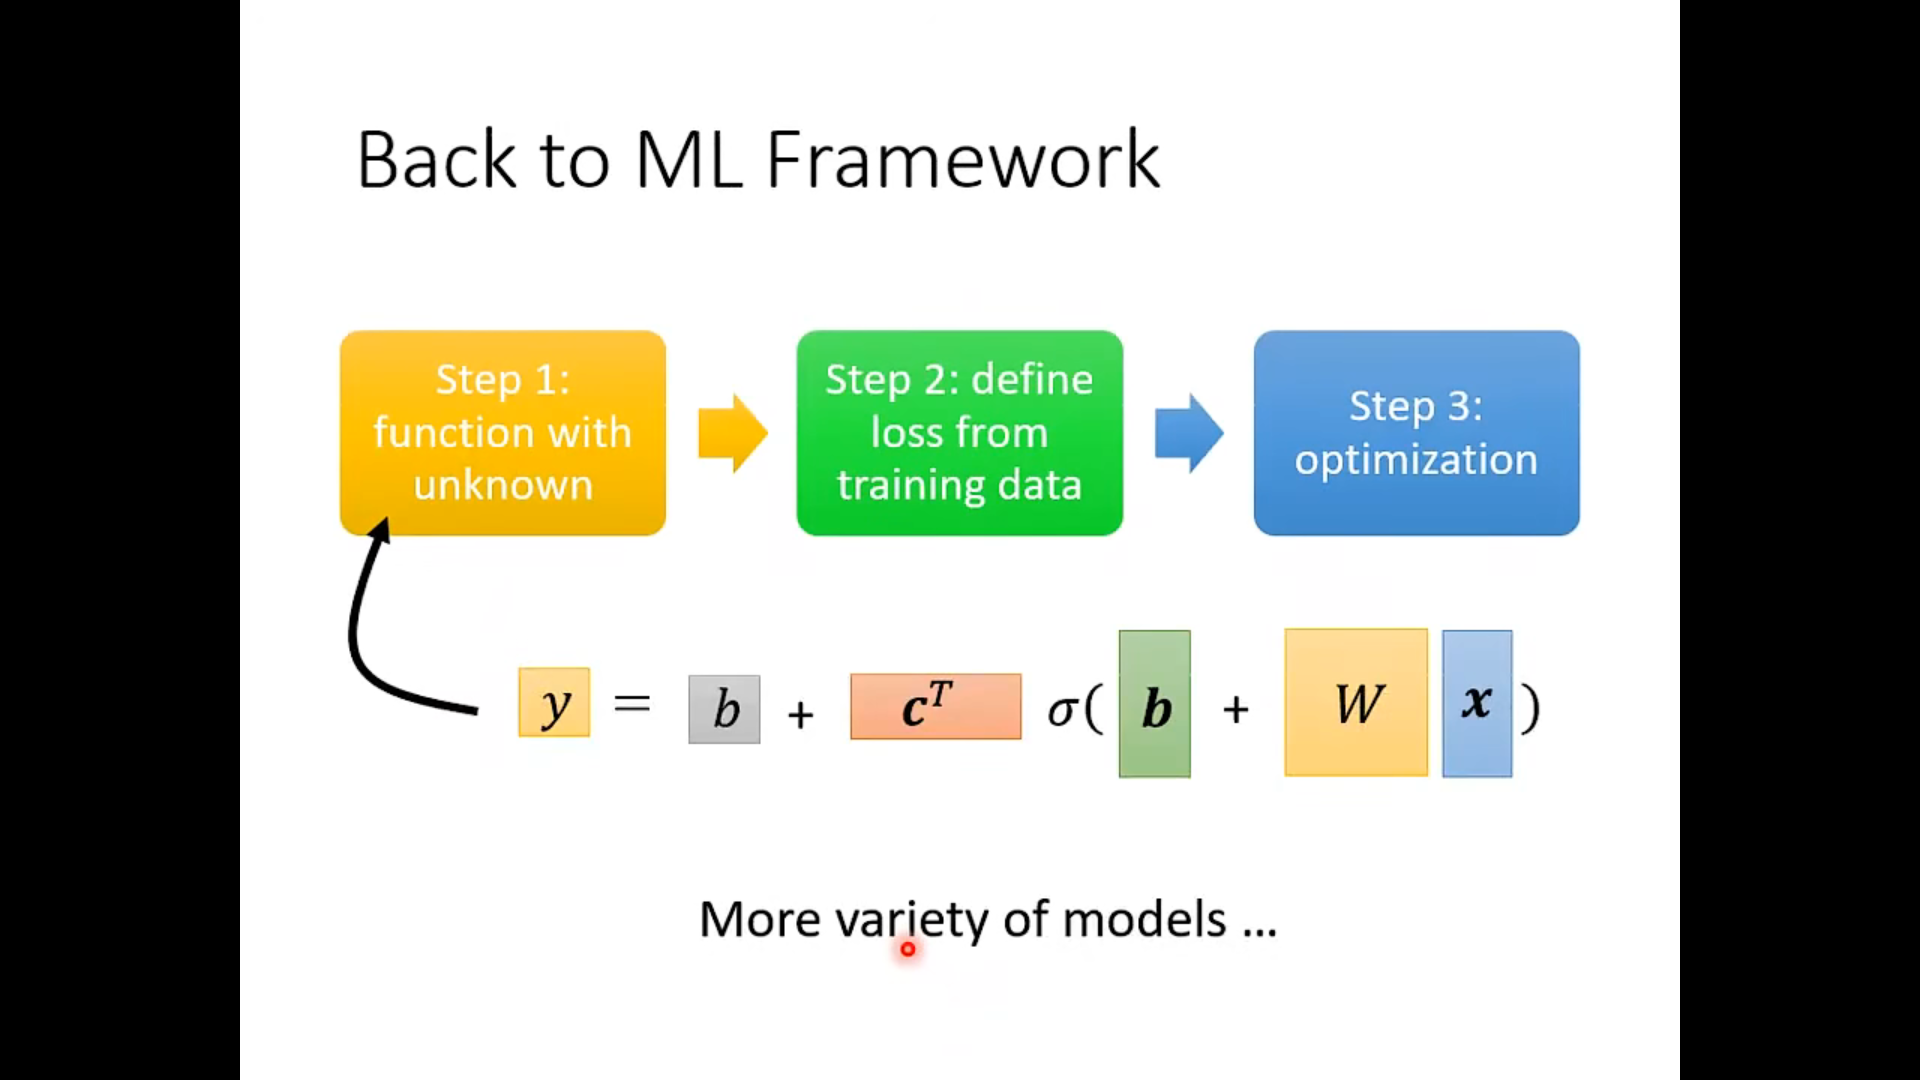 Back to ML Framework
Step 1:
function with
unknown
Step 2: define
loss from
training data
Step 3:
optimization
y = b + c^T σ( b + W x )
More variety of models ...